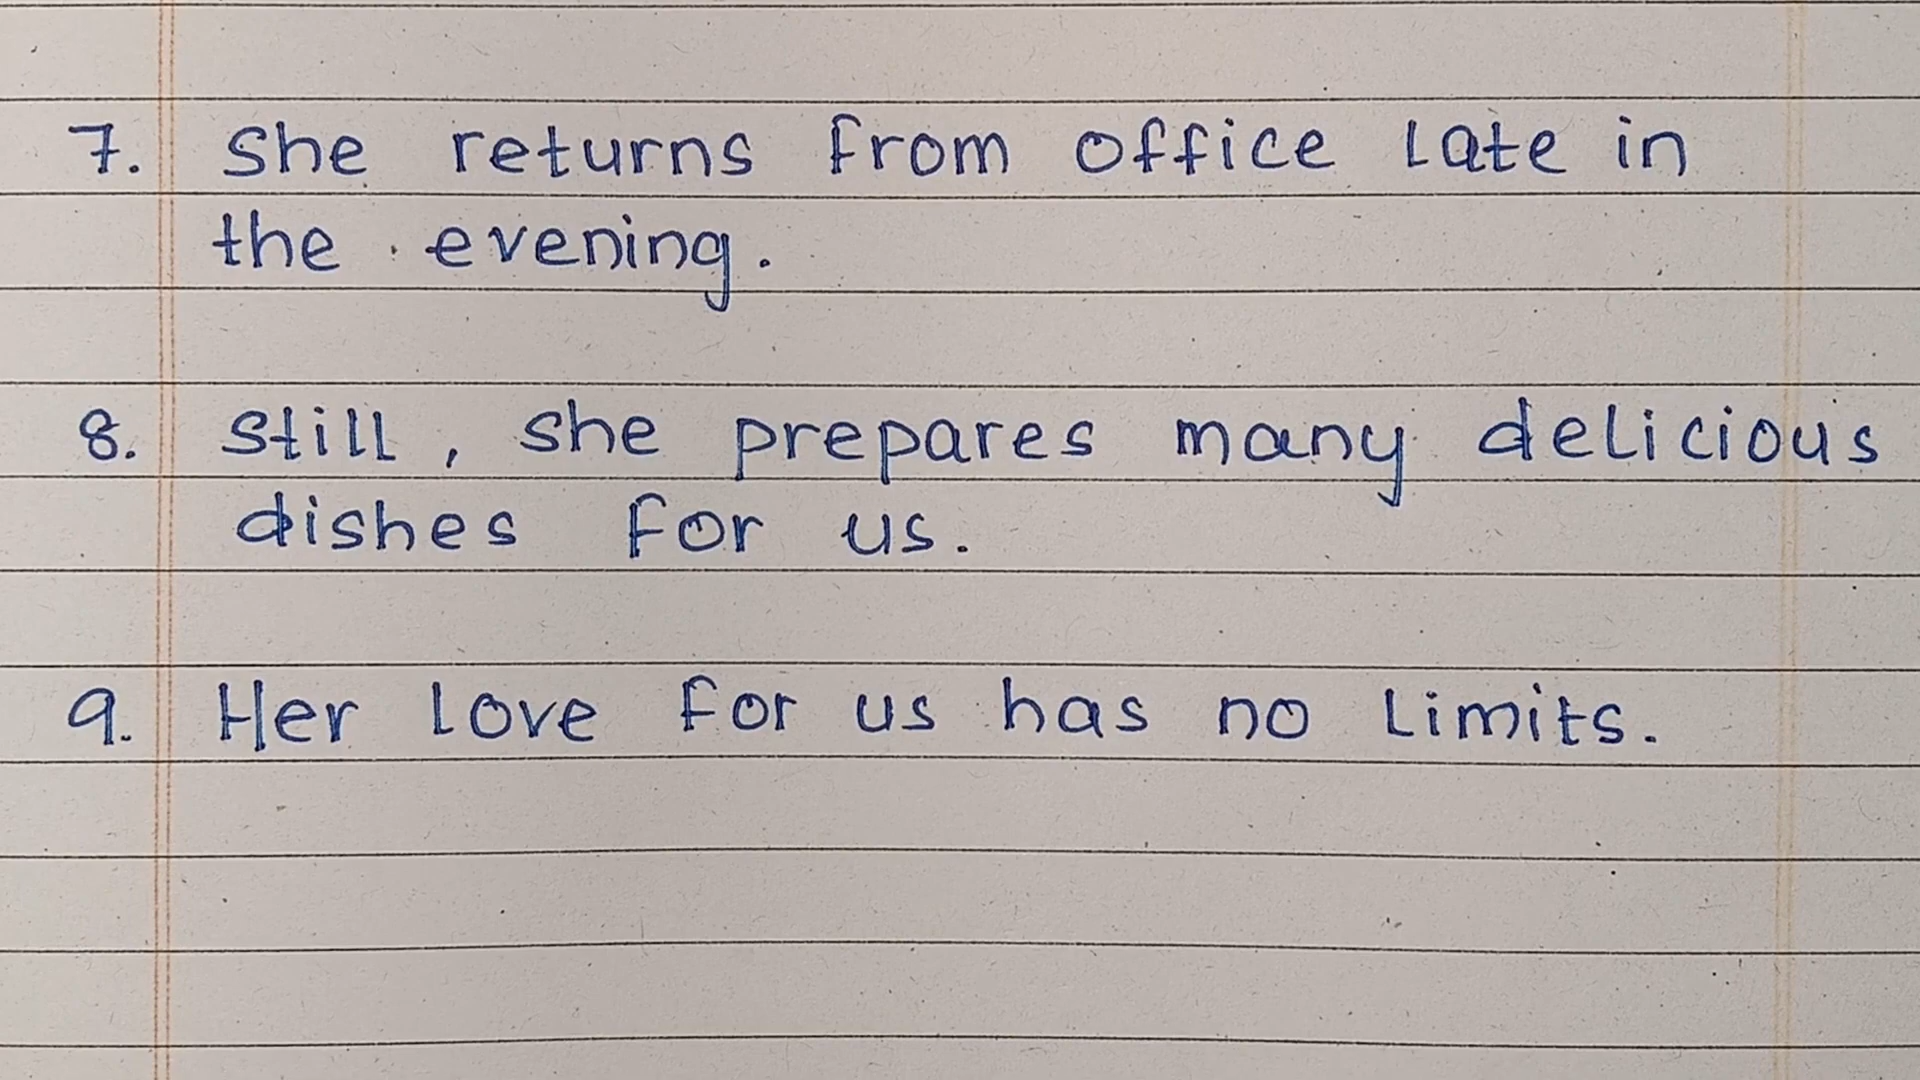 7. She returns from office late in
the evening.
8. Still, she prepares many delicious
dishes for us.
9. Her love for us has no limits.